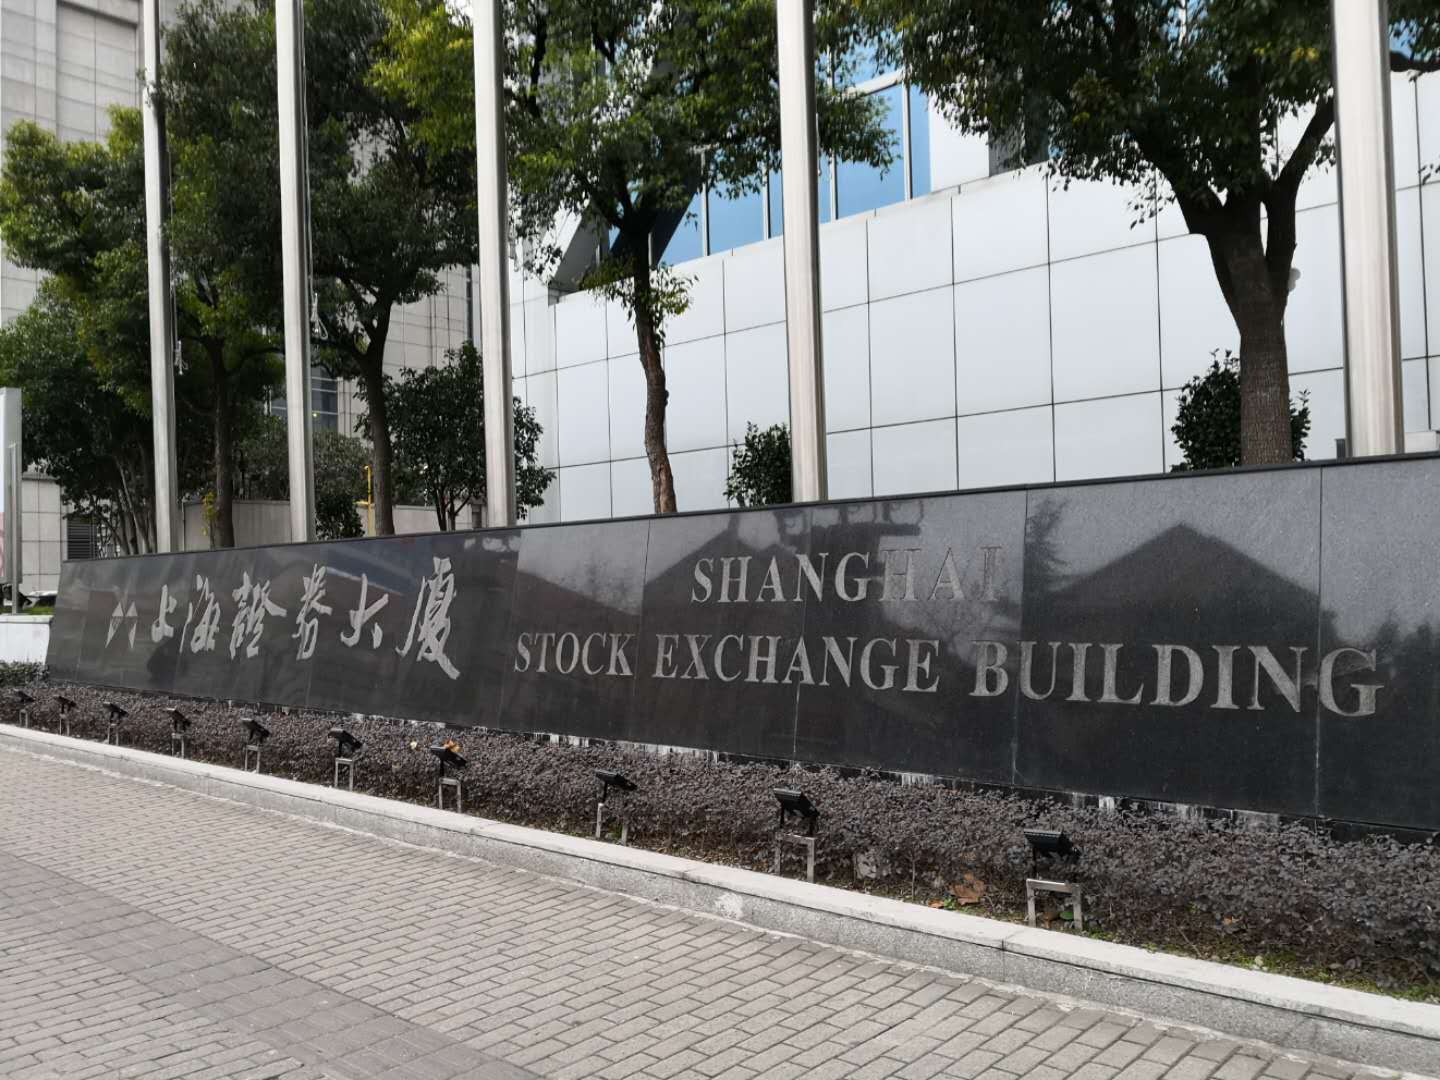 上海證券大廈
SHANGHAI
STOCK EXCHANGE BUILDING